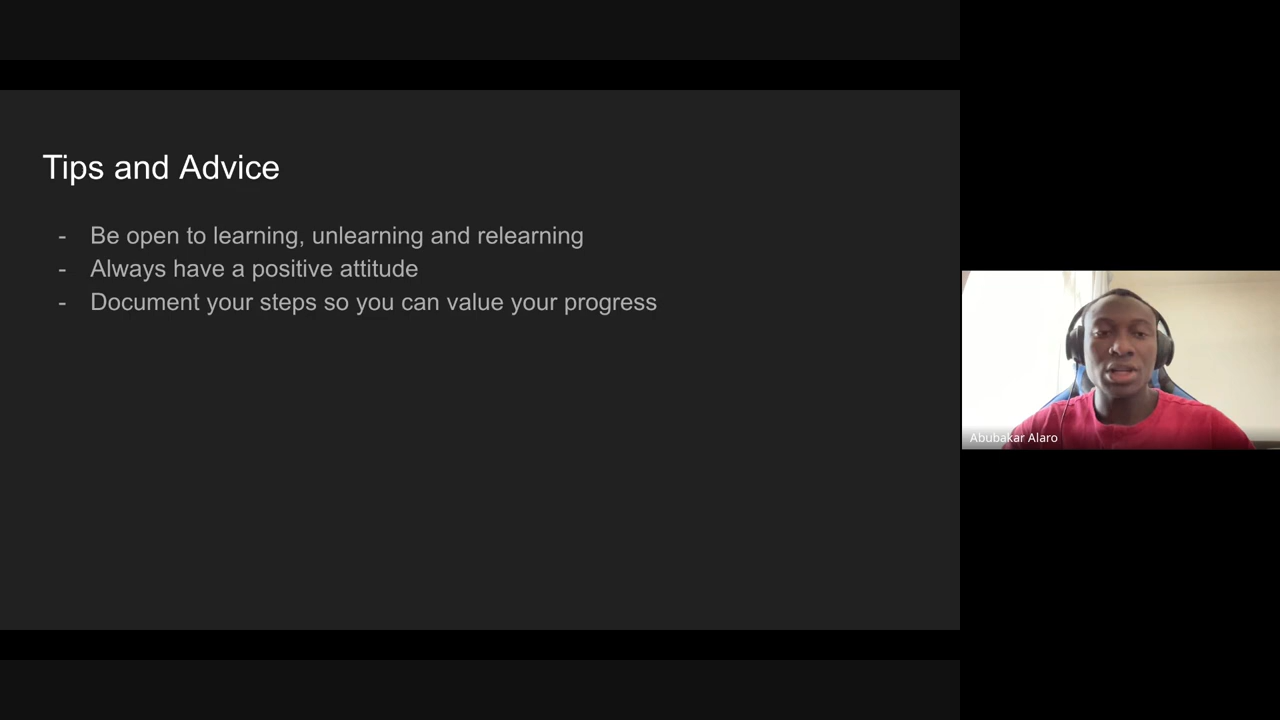 Tips and Advice
- Be open to learning, unlearning and relearning
- Always have a positive attitude
- Document your steps so you can value your progress
Abubakar Alaro